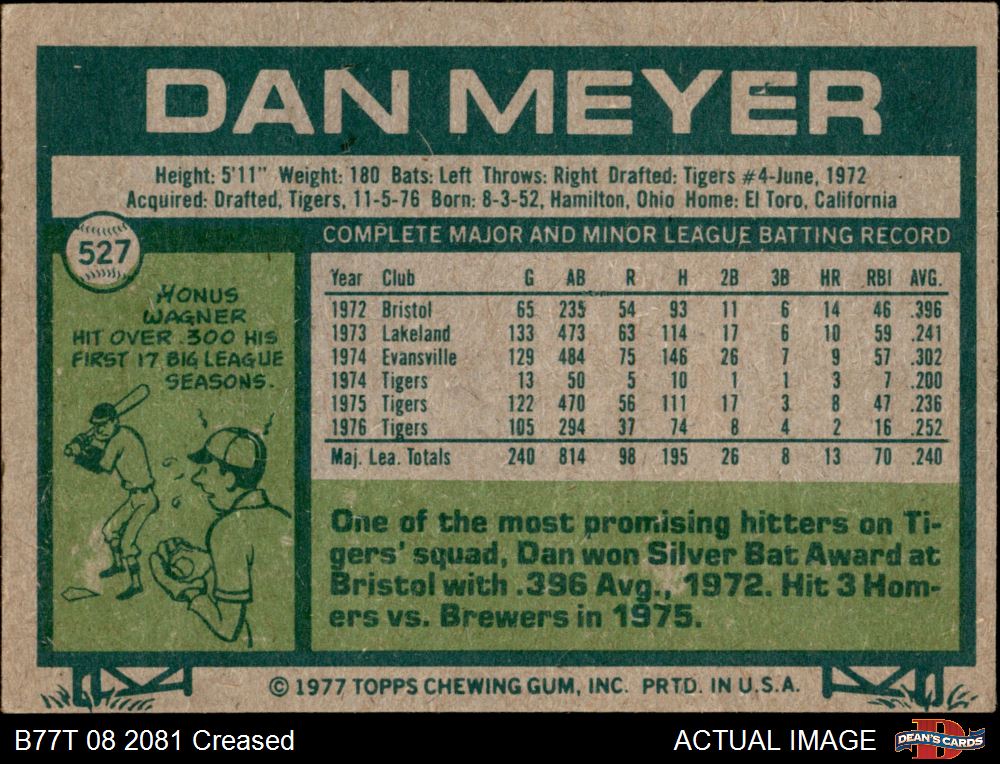 DAN MEYER
Height: 5'11" Weight: 180 Bats: Left Throws: Right Drafted: Tigers #4-June, 1972
Acquired: Drafted, Tigers, 11-5-76 Born: 8-3-52, Hamilton, Ohio Home: El Toro, California
527
HONUS
WAGNER
HIT OVER .300 HIS
FIRST 17 BIG LEAGUE
SEASONS.
COMPLETE MAJOR AND MINOR LEAGUE BATTING RECORD
Year Club G AB R H 2B 3B HR RBI AVG.
1972 Bristol 65 235 54 93 11 6 14 46 .396
1973 Lakeland 133 473 63 114 17 6 10 59 .241
1974 Evansville 129 484 75 146 26 7 9 57 .302
1974 Tigers 13 50 5 10 1 1 3 7 .200
1975 Tigers 122 470 56 111 17 3 8 47 .236
1976 Tigers 105 294 37 74 8 4 2 16 .252
Maj. Lea. Totals 240 814 98 195 26 8 13 70 .240
One of the most promising hitters on Ti-
gers' squad, Dan won Silver Bat Award at
Bristol with .396 Avg., 1972. Hit 3 Hom-
ers vs. Brewers in 1975.
© 1977 TOPPS CHEWING GUM, INC. PRTD. IN U.S.A.
B77T 08 2081 Creased
ACTUAL IMAGE
D
DEAN'S CARDS